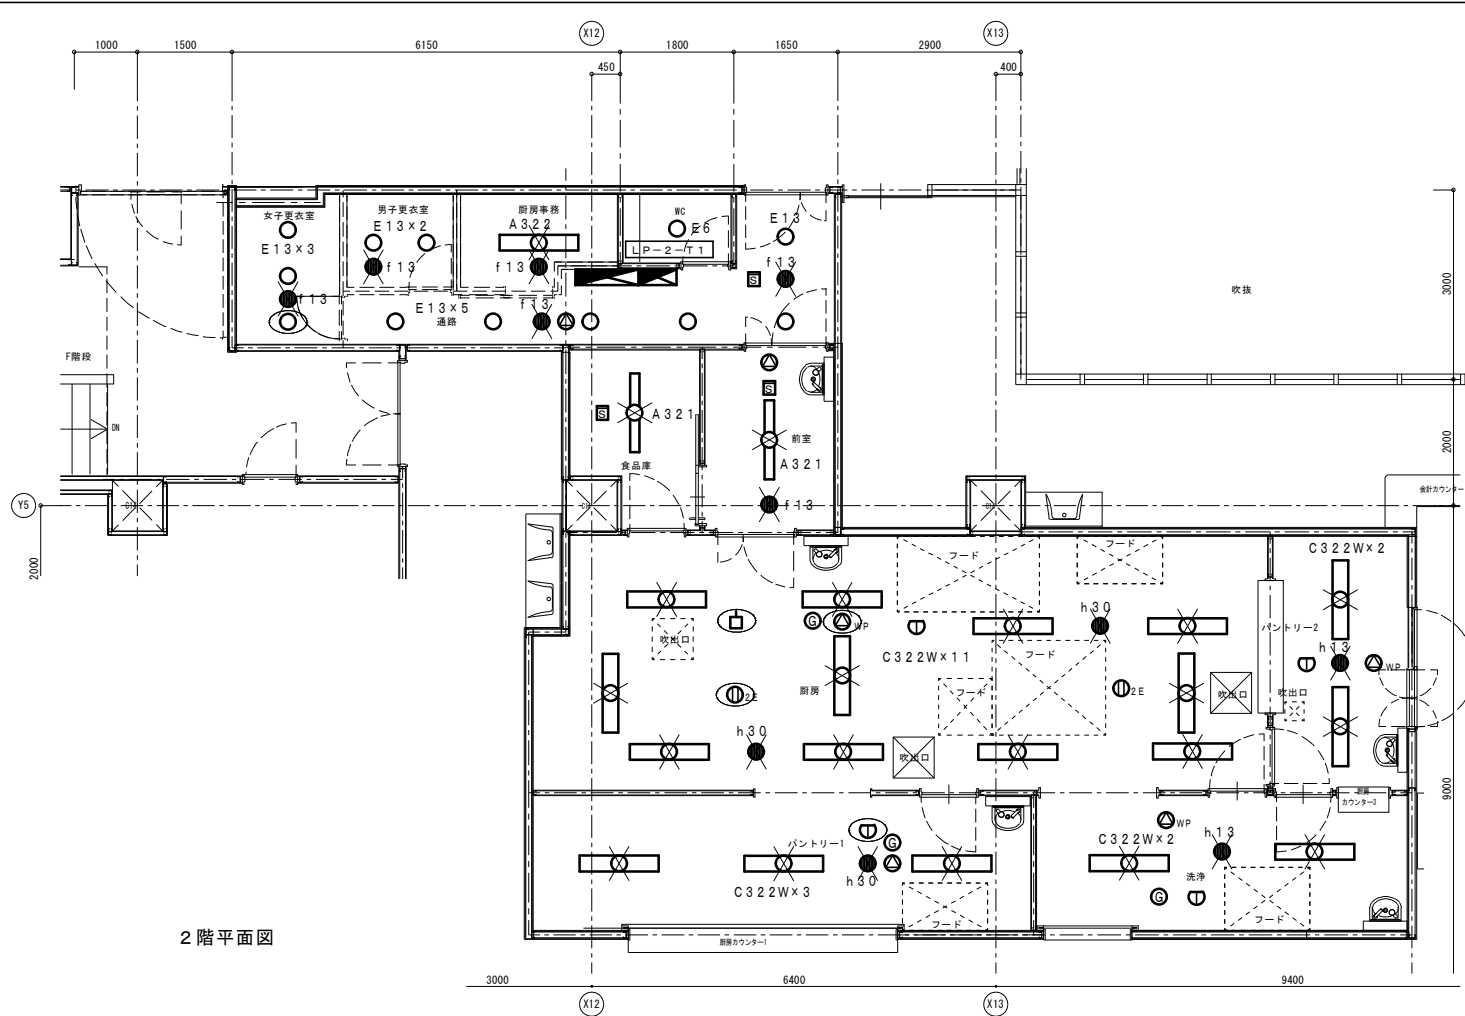 X12
X13
1000
1500
6150
1800
1650
2900
450
400
女子更衣室
E13×3
f13
男子更衣室
E13×2
f13
厨房事務
A322
f13
WC
E6
LP-2-T1
E13
f13
S
E13×5
通路
f13
吹抜
3000
F階段
DN
S
A321
食品庫
S
前室
A321
f13
2000
会計カウンター
Y5
2000
フード
フード
C322W×2
h30
G
WP
吹出口
C322W×11
フード
パントリー2
h13
WP
2E
厨房
フード
2E
吹出口
吹出口
h30
吹出口
9000
厨房
カウンター3
WP
h13
C322W×2
パントリー1
G
h30
C322W×3
洗浄
G
フード
フード
2階平面図
厨房カウンター1
3000
6400
9400
X12
X13